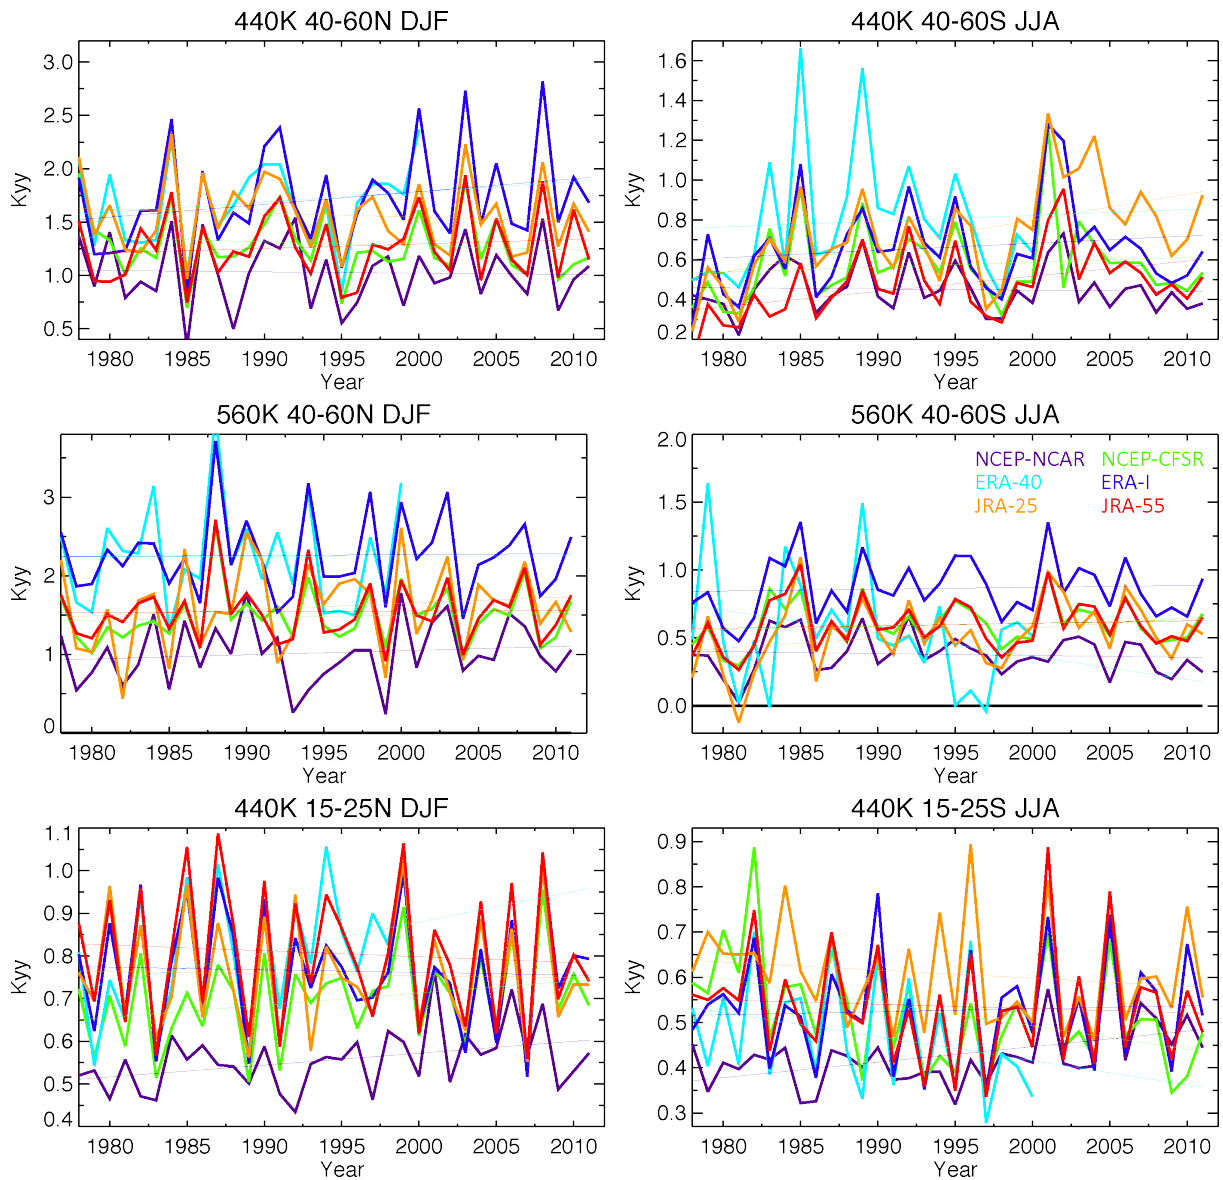 440K 40-60N DJF
3.0
2.5
2.0
1.5
1.0
0.5
Kyy
1980 1985 1990 1995 2000 2005 2010
Year
440K 40-60S JJA
1.6
1.4
1.2
1.0
0.8
0.6
0.4
0.2
Kyy
1980 1985 1990 1995 2000 2005 2010
Year
560K 40-60N DJF
3
2
1
0
Kyy
1980 1985 1990 1995 2000 2005 2010
Year
560K 40-60S JJA
NCEP-NCAR NCEP-CFSR
ERA-40 ERA-I
JRA-25 JRA-55
2.0
1.5
1.0
0.5
0.0
Kyy
1980 1985 1990 1995 2000 2005 2010
Year
440K 15-25N DJF
1.1
1.0
0.9
0.8
0.7
0.6
0.5
0.4
Kyy
1980 1985 1990 1995 2000 2005 2010
Year
440K 15-25S JJA
0.9
0.8
0.7
0.6
0.5
0.4
0.3
Kyy
1980 1985 1990 1995 2000 2005 2010
Year